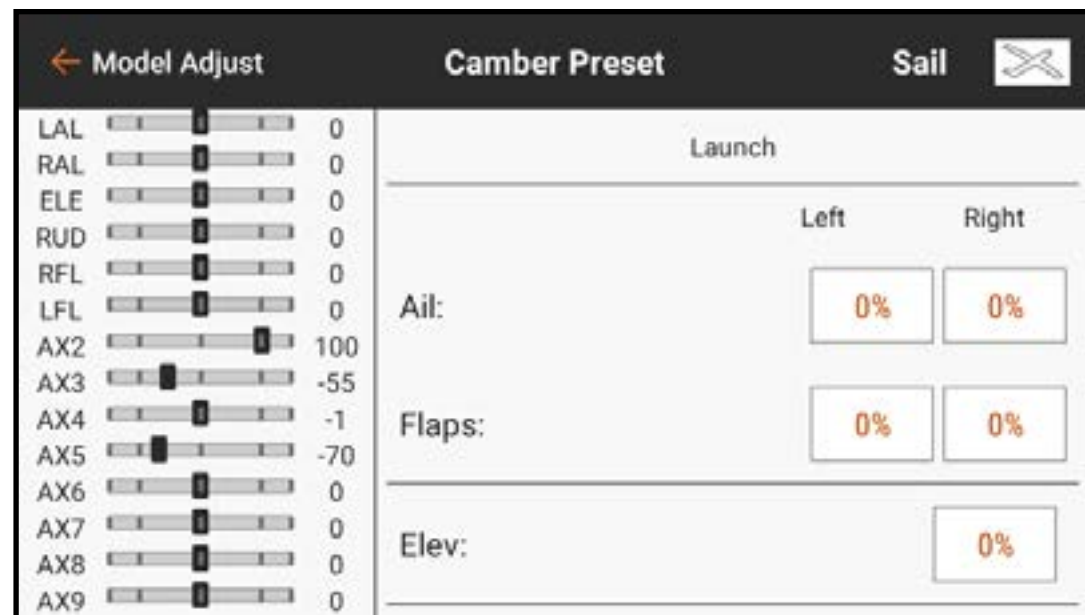 ← Model Adjust Camber Preset Sail
LAL 0
RAL 0
ELE 0
RUD 0
RFL 0
LFL 0
AX2 100
AX3 -55
AX4 -1
AX5 -70
AX6 0
AX7 0
AX8 0
AX9 0
Launch
Left Right
Ail: 0% 0%
Flaps: 0% 0%
Elev: 0%